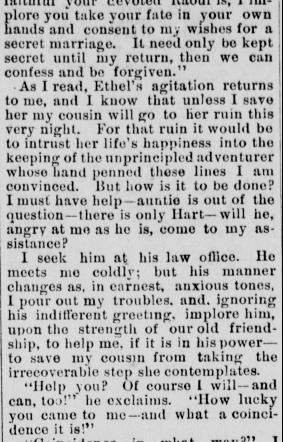 faithful your devoted Raoul is, I im-
plore you take your fate in your own
hands and consent to my wishes for a
secret marriage. It need only be kept
secret until my return, then we can
confess and be forgiven."
As I read, Ethel's agitation returns
to me, and I know that unless I save
her my cousin will go to her ruin this
very night. For that ruin it would be
to intrust her life's happiness into the
keeping of the unprincipled adventurer
whose hand penned these lines I am
convinced. But how is it to be done?
I must have help—auntie is out of the
question—there is only Hart—will he,
angry at me as he is, come to my as-
sistance?
I seek him at his law office. He
meets me coldly; but his manner
changes as, in earnest, anxious tones,
I pour out my troubles, and, ignoring
his indifferent greeting, implore him,
upon the strength of our old friend-
ship, to help me, if it is in his power—
to save my cousin from taking the
irrecoverable step she contemplates.
"Help you? Of course I will—and
can, too!" he exclaims. "How lucky
you came to me—and what a coinci-
dence it is!"
"Coincidence in what way?" I